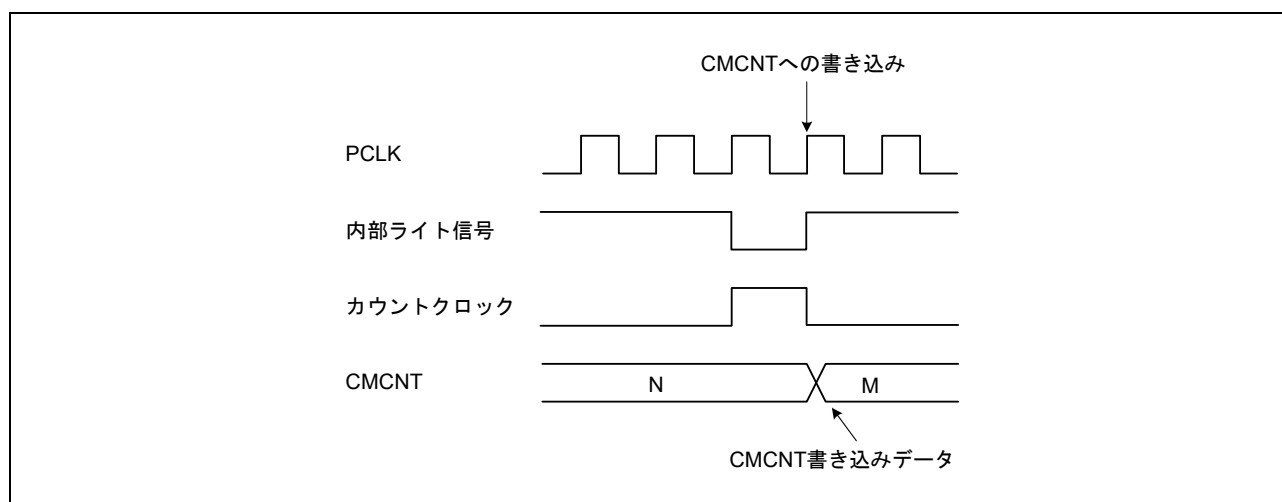 CMCNTへの書き込み
PCLK
内部ライト信号
カウントクロック
CMCNT
N
M
CMCNT書き込みデータ